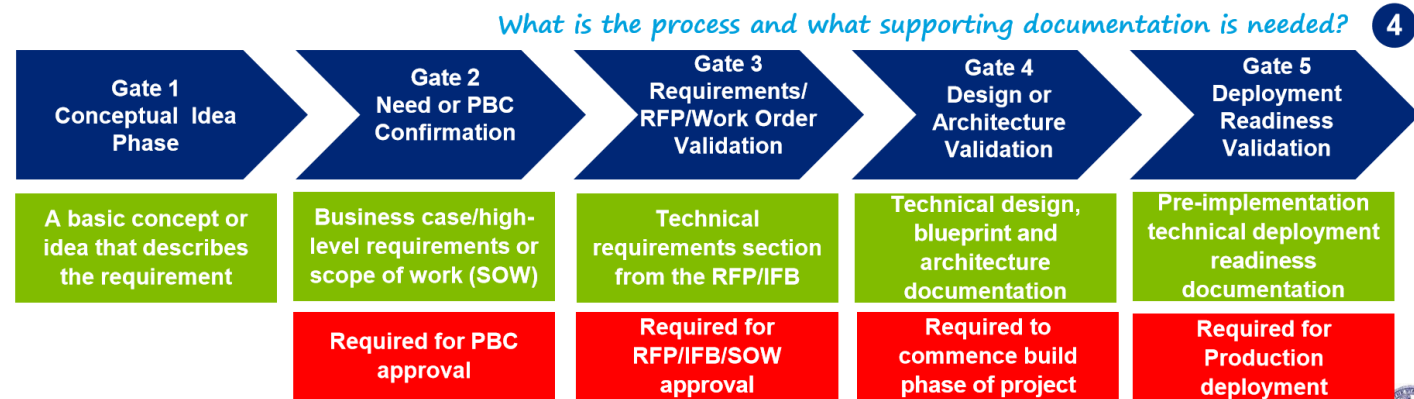 What is the process and what supporting documentation is needed?
4
Gate 1
Conceptual Idea
Phase
Gate 2
Need or PBC
Confirmation
Gate 3
Requirements/
RFP/Work Order
Validation
Gate 4
Design or
Architecture
Validation
Gate 5
Deployment
Readiness
Validation
A basic concept or
idea that describes
the requirement
Business case/high-
level requirements or
scope of work (SOW)
Technical
requirements section
from the RFP/IFB
Technical design,
blueprint and
architecture
documentation
Pre-implementation
technical deployment
readiness
documentation
Required for PBC
approval
Required for
RFP/IFB/SOW
approval
Required to
commence build
phase of project
Required for
Production
deployment